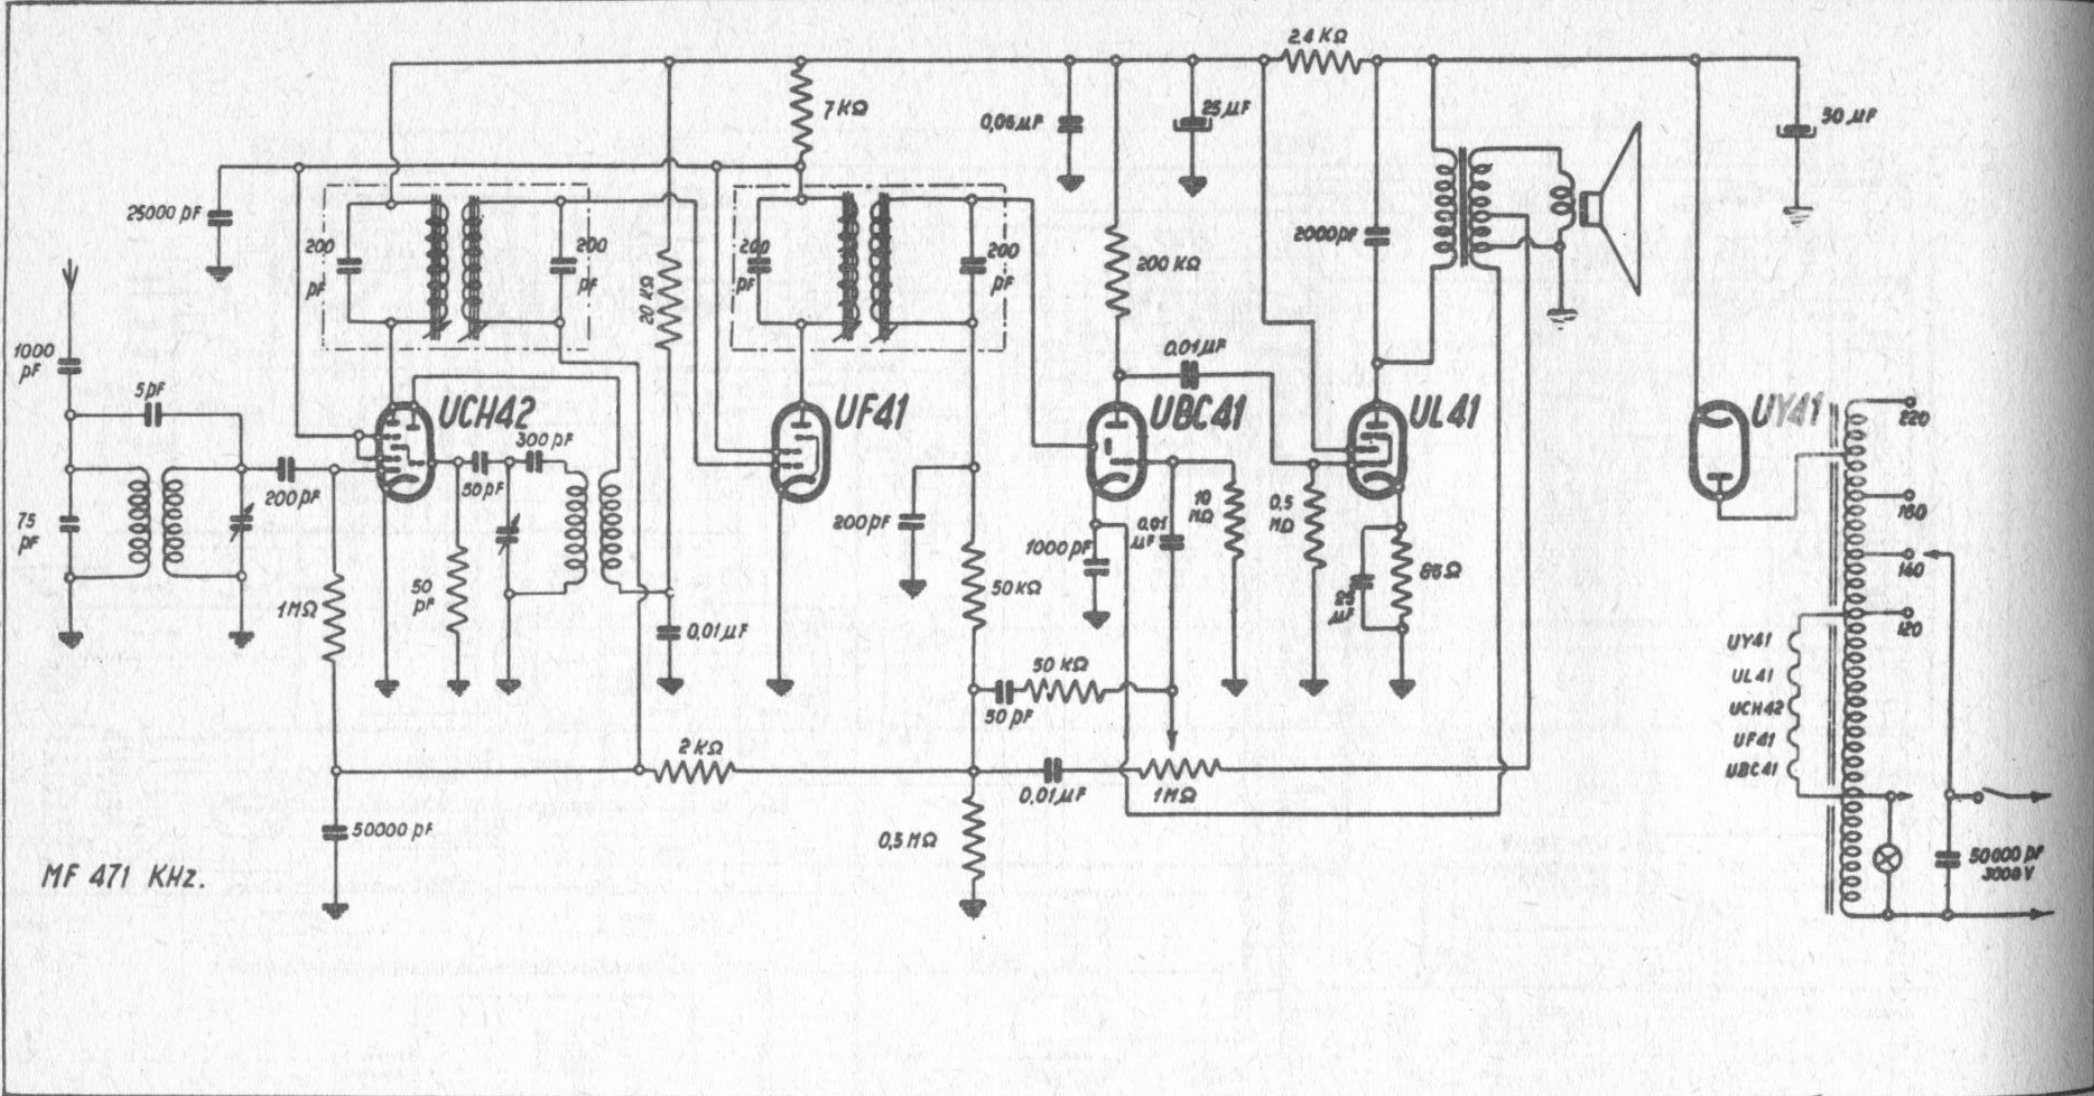 2.4 KΩ
7 KΩ
0,05 µF
25 µF
50 µF
25000 pF
200
pF
200
pF
20 KΩ
200
pF
200
pF
200 KΩ
2000 pF
1000
pF
5 pF
0.01 µF
UCH42
UF41
UBC41
UL41
UY41
220
300 pF
200 pF
50 pF
75
pF
200 pF
10
MΩ
0.01
µF
0,5
MΩ
160
1000 pF
140
1 MΩ
50
pF
50 KΩ
25
µF
Ω
0,01 µF
120
UY41
UL41
UCH42
UF41
UBC41
50 KΩ
50 pF
2 KΩ
0.01 µF
1 MΩ
50000 pF
0,5 MΩ
50000 pF
3000 V
MF 471 KHz.